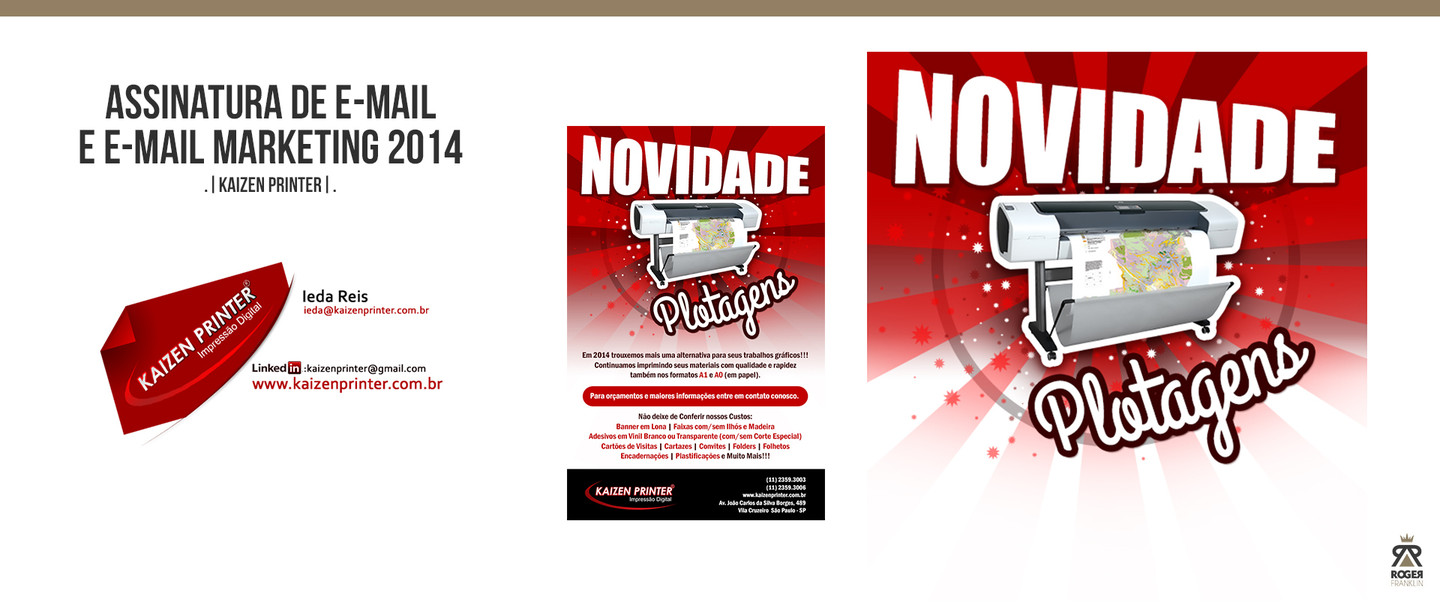 ASSINATURA DE E-MAIL
E E-MAIL MARKETING 2014
.|KAIZEN PRINTER|.
KAIZEN PRINTER®
Impressão Digital
Ieda Reis
ieda@kaizenprinter.com.br
Linked in :kaizenprinter@gmail.com
www.kaizenprinter.com.br
NOVIDADE
Plotagens
Em 2014 trouxemos mais uma alternativa para seus trabalhos gráficos!!!
Continuamos imprimindo seus materiais com qualidade e rapidez
também nos formatos A1 e A0 (em papel).
Para orçamentos e maiores informações entre em contato conosco.
Não deixe de Conferir nossos Custos:
Banner em Lona | Faixas com/sem Ilhós e Madeira
Adesivos em Vinil Branco ou Transparente (com/sem Corte Especial)
Cartões de Visitas | Cartazes | Convites | Folders | Folhetos
Encadernações | Plastificações e Muito Mais!!!
KAIZEN PRINTER®
Impressão Digital
(11) 2359.3003
(11) 2359.3006
www.kaizenprinter.com.br
Av. João Carlos da Silva Borges, 489
Vila Cruzeiro São Paulo - SP
NOVIDADE
Plotagens
ROGER
FRANKLIN